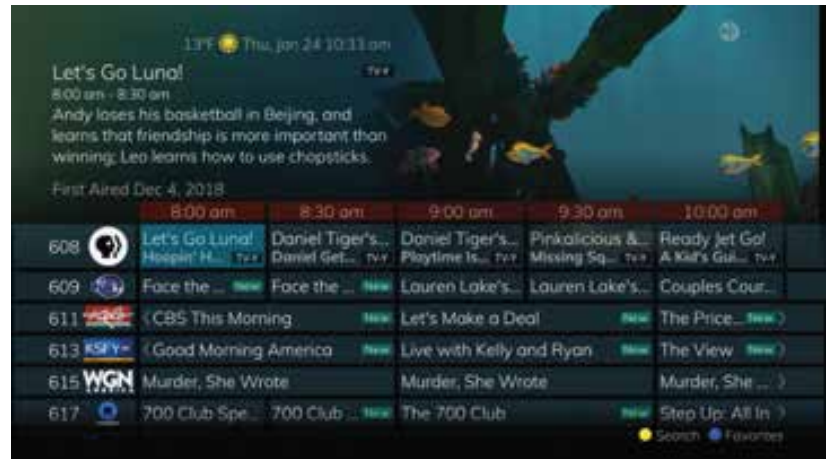 13°F Thu, Jan 24 10:33 am
Let's Go Luna! TV-Y
8:00 am - 8:30 am
Andy loses his basketball in Beijing, and
learns that friendship is more important than
winning; Leo learns how to use chopsticks.
First Aired Dec 4, 2018
8:00 am 8:30 am 9:00 am 9:30 am 10:00 am
608 Let's Go Luna! Daniel Tiger's... Daniel Tiger's... Pinkalicious &... Ready Jet Go!
Hoopin' H... TV-Y Daniel Get... TV-Y Playtime Is... TV-Y Missing Sq... TV-Y A Kid's Gui... TV-Y
609 Face the ... New Face the ... New Lauren Lake's... Lauren Lake's... Couples Cour...
611 CBS This Morning New Let's Make a Deal New The Price... New
613 KSFY Good Morning America New Live with Kelly and Ryan New The View New
615 WGN Murder, She Wrote Murder, She Wrote Murder, She ...
617 700 Club Spe... 700 Club ... New The 700 Club New Step Up: All In
Search Favorites